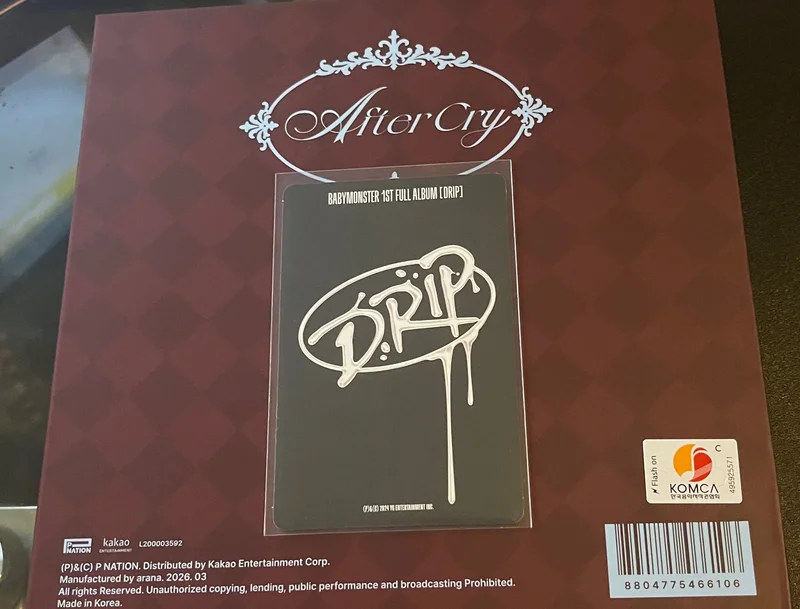 After Cry
BABYMONSTER 1ST FULL ALBUM [DRIP]
DRIP
(P)&(C) 2024 YG ENTERTAINMENT INC.
Flash on
C
KOMCA
한국음악저작권협회
495925571
P NATION
kakao
ENTERTAINMENT
L200003592
(P)&(C) P NATION. Distributed by Kakao Entertainment Corp.
Manufactured by arana. 2026. 03
All rights Reserved. Unauthorized copying, lending, public performance and broadcasting Prohibited.
Made in Korea.
8804775466106